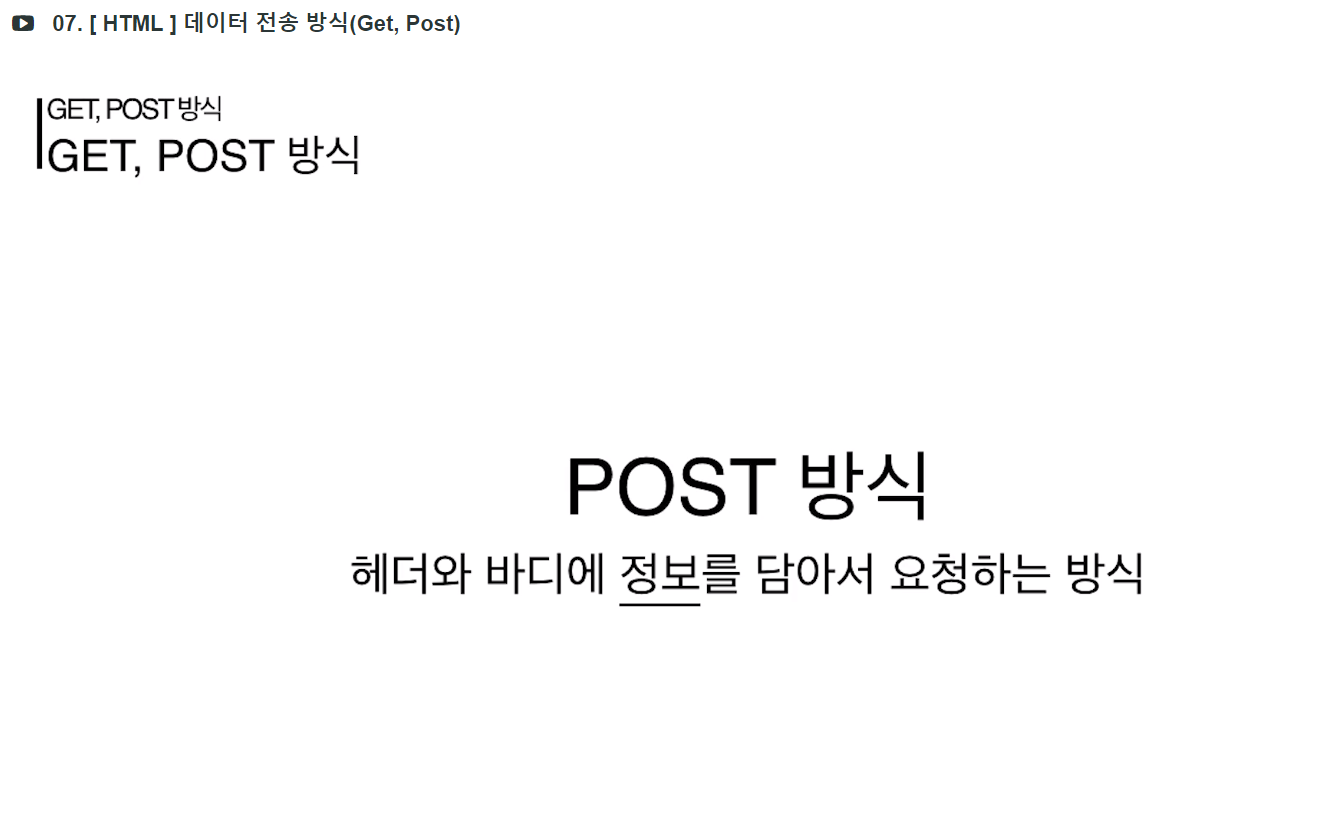 07. [ HTML ] 데이터 전송 방식(Get, Post)
GET, POST 방식
GET, POST 방식
POST 방식
헤더와 바디에 정보를 담아서 요청하는 방식